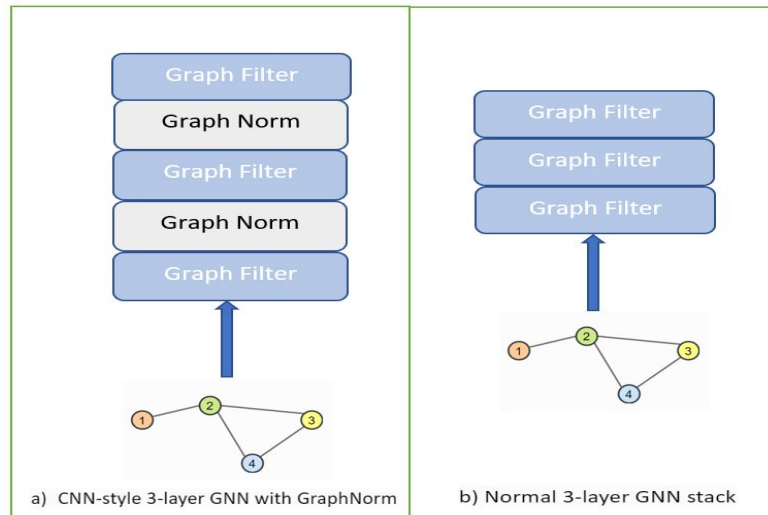 Graph Filter
Graph Norm
Graph Filter
Graph Norm
Graph Filter
1
2
3
4
a) CNN-style 3-layer GNN with GraphNorm
Graph Filter
Graph Filter
Graph Filter
1
2
3
4
b) Normal 3-layer GNN stack